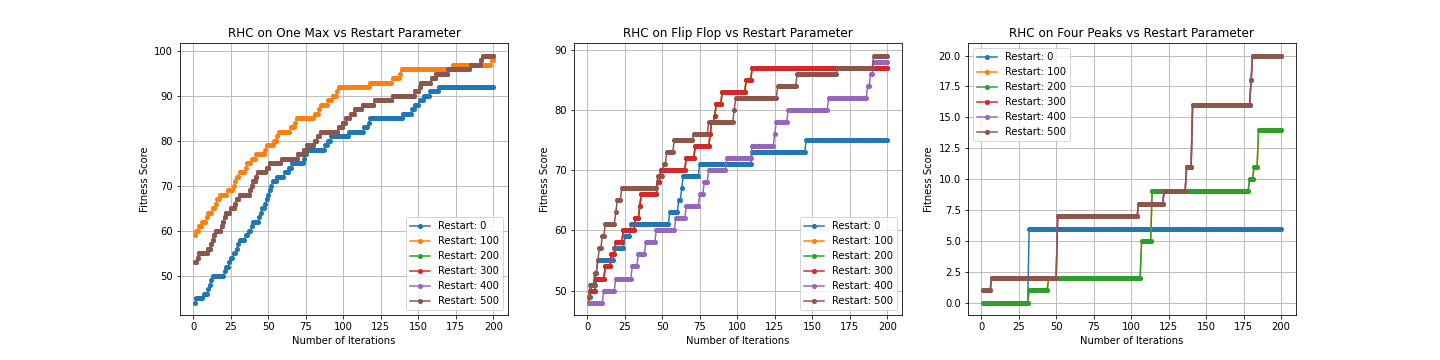 RHC on One Max vs Restart Parameter
Fitness Score
100
90
80
70
60
50
0
25
50
75
100
125
150
175
200
Number of Iterations
Restart: 0
Restart: 100
Restart: 200
Restart: 300
Restart: 400
Restart: 500
RHC on Flip Flop vs Restart Parameter
Fitness Score
90
80
70
60
50
0
25
50
75
100
125
150
175
200
Number of Iterations
Restart: 0
Restart: 100
Restart: 200
Restart: 300
Restart: 400
Restart: 500
RHC on Four Peaks vs Restart Parameter
Fitness Score
20.0
17.5
15.0
12.5
10.0
7.5
5.0
2.5
0.0
0
25
50
75
100
125
150
175
200
Number of Iterations
Restart: 0
Restart: 100
Restart: 200
Restart: 300
Restart: 400
Restart: 500